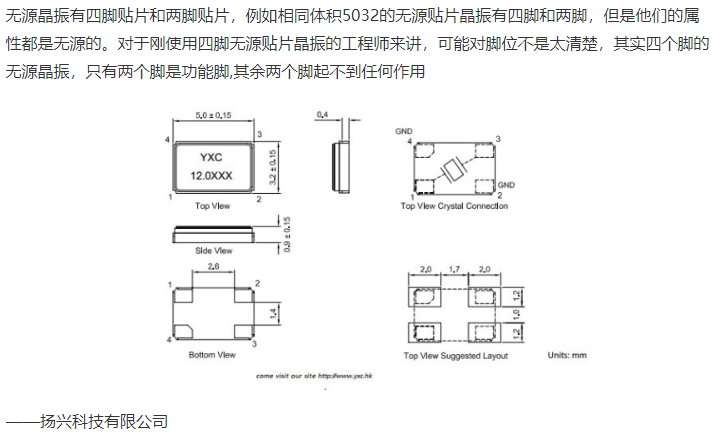 无源晶振有四脚贴片和两脚贴片，例如相同体积5032的无源贴片晶振有四脚和两脚，但是他们的属
性都是无源的。对于刚使用四脚无源贴片晶振的工程师来讲，可能对脚位不是太清楚，其实四个脚的
无源晶振，只有两个脚是功能脚,其余两个脚起不到任何作用
5.0±0.15
4
3
YXC
12.0XXX
3.2±0.15
1
2
Top View
0.4
GND
4
3
1
GND
2
Top View Crystal Connection
0.9±0.15
Side View
2.6
1
2
1.4
4
3
Bottom View
2.0
1.7
2.0
1.2
1.0
1.2
Top View Suggested Layout
Units: mm
come visit our site http://www.yxc.hk
——扬兴科技有限公司